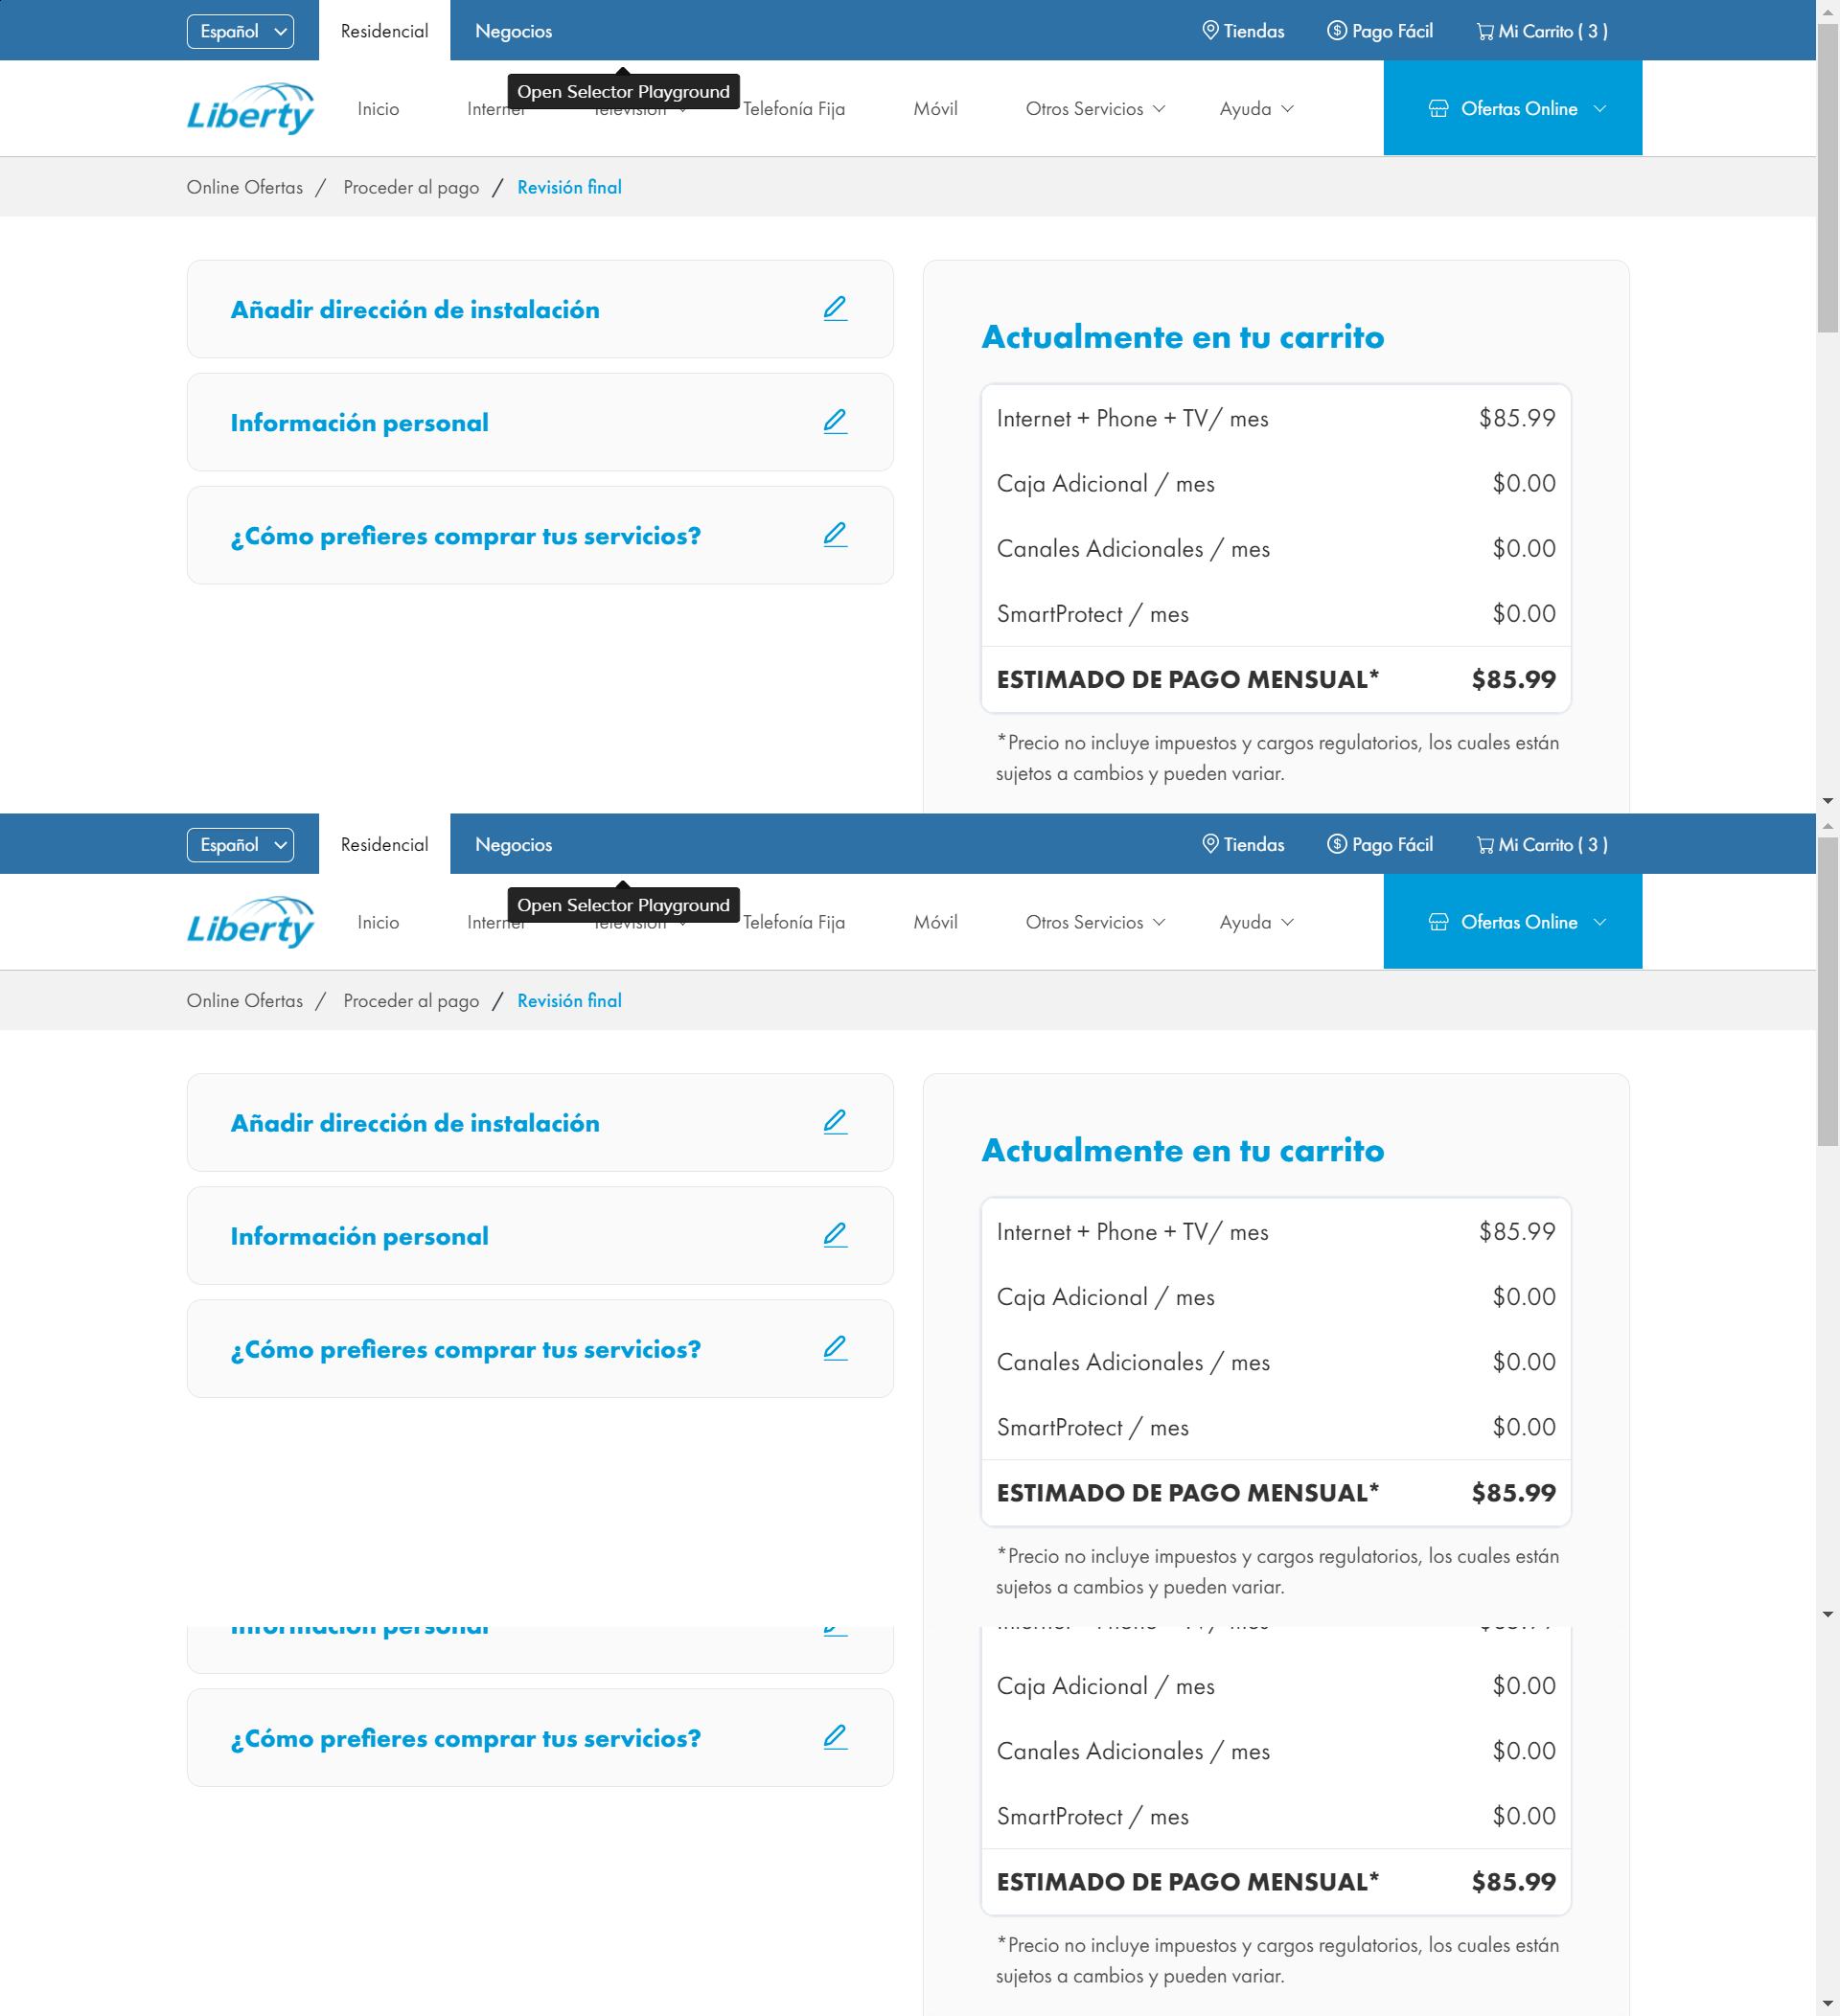 Español Residencial Negocios Tiendas Pago Fácil Mi Carrito ( 3 )
Open Selector Playground
Liberty Inicio Internet Televisión Telefonía Fija Móvil Otros Servicios Ayuda Ofertas Online
Online Ofertas / Proceder al pago / Revisión final
Añadir dirección de instalación
Información personal
¿Cómo prefieres comprar tus servicios?
Actualmente en tu carrito
Internet + Phone + TV/ mes $85.99
Caja Adicional / mes $0.00
Canales Adicionales / mes $0.00
SmartProtect / mes $0.00
ESTIMADO DE PAGO MENSUAL* $85.99
*Precio no incluye impuestos y cargos regulatorios, los cuales están
sujetos a cambios y pueden variar.
Español Residencial Negocios Tiendas Pago Fácil Mi Carrito ( 3 )
Open Selector Playground
Liberty Inicio Internet Televisión Telefonía Fija Móvil Otros Servicios Ayuda Ofertas Online
Online Ofertas / Proceder al pago / Revisión final
Añadir dirección de instalación
Información personal
¿Cómo prefieres comprar tus servicios?
Actualmente en tu carrito
Internet + Phone + TV/ mes $85.99
Caja Adicional / mes $0.00
Canales Adicionales / mes $0.00
SmartProtect / mes $0.00
ESTIMADO DE PAGO MENSUAL* $85.99
*Precio no incluye impuestos y cargos regulatorios, los cuales están
sujetos a cambios y pueden variar.
Información personal
¿Cómo prefieres comprar tus servicios?
Caja Adicional / mes $0.00
Canales Adicionales / mes $0.00
SmartProtect / mes $0.00
ESTIMADO DE PAGO MENSUAL* $85.99
*Precio no incluye impuestos y cargos regulatorios, los cuales están
sujetos a cambios y pueden variar.